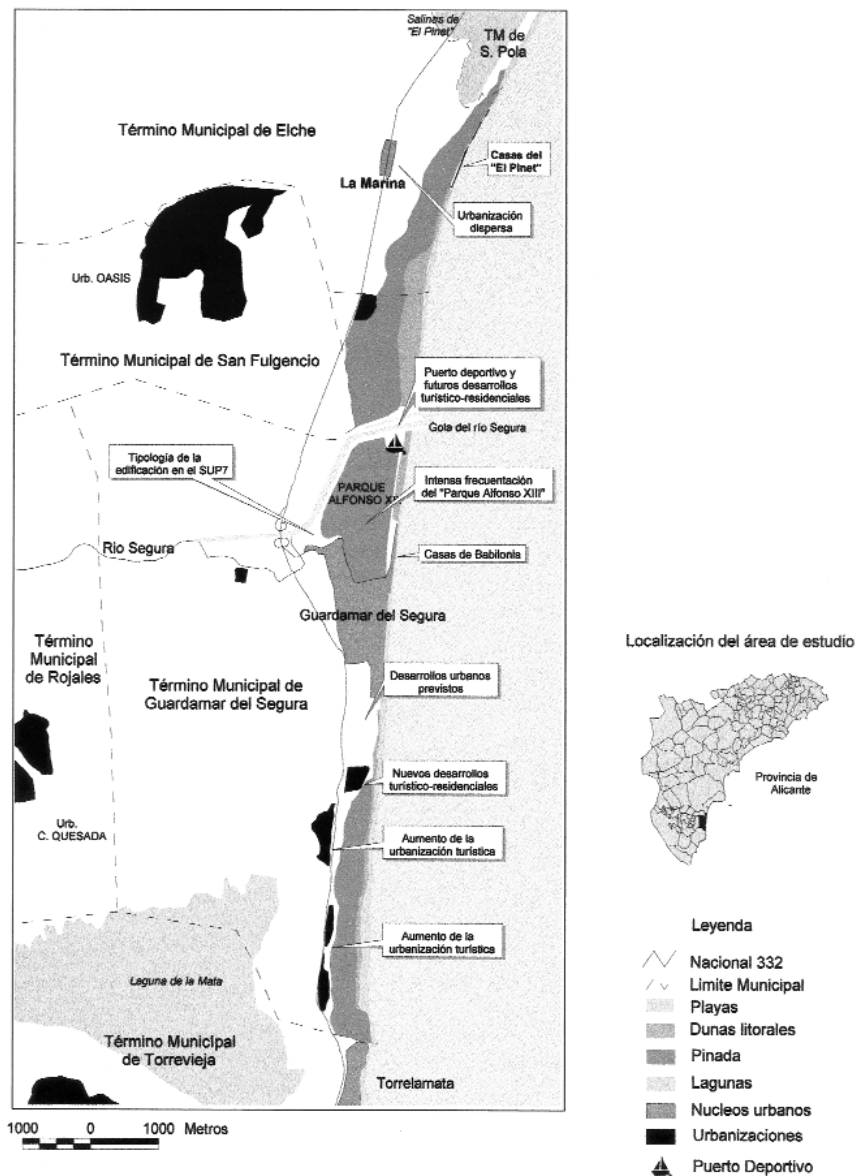 Salinas de
"El Pinet"
TM de
S. Pola
Término Municipal de Elche
Casas del
"El Pinet"
La Marina
Urbanización
dispersa
Urb. OASIS
Término Municipal de San Fulgencio
Puerto deportivo y
futuros desarrollos
turístico-residenciales
Gola del río Segura
Tipología de la
edificación en el SUP7
PARQUE
ALFONSO XII
Intensa frecuentación
del "Parque Alfonso XIII"
Río Segura
Casas de Babilonia
Guardamar del Segura
Término
Municipal
de Rojales
Término Municipal de
Guardamar del Segura
Desarrollos urbanos
previstos
Nuevos desarrollos
turístico-residenciales
Urb.
C. QUESADA
Aumento de la
urbanización turística
Aumento de la
urbanización turística
Laguna de la Mata
Término Municipal
de Torrevieja
Torrelamata
1000 0 1000 Metros
Localización del área de estudio
Provincia de
Alicante
Leyenda
Nacional 332
Limite Municipal
Playas
Dunas litorales
Pinada
Lagunas
Nucleos urbanos
Urbanizaciones
Puerto Deportivo